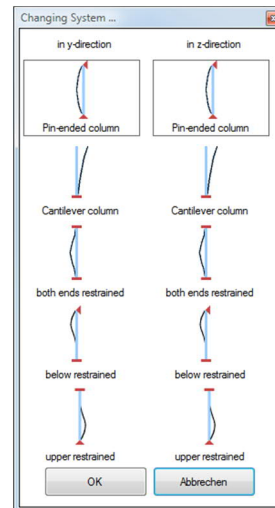 Changing System ...
in y-direction in z-direction
Pin-ended column Pin-ended column
Cantilever column Cantilever column
both ends restrained both ends restrained
below restrained below restrained
upper restrained upper restrained
OK Abbrechen